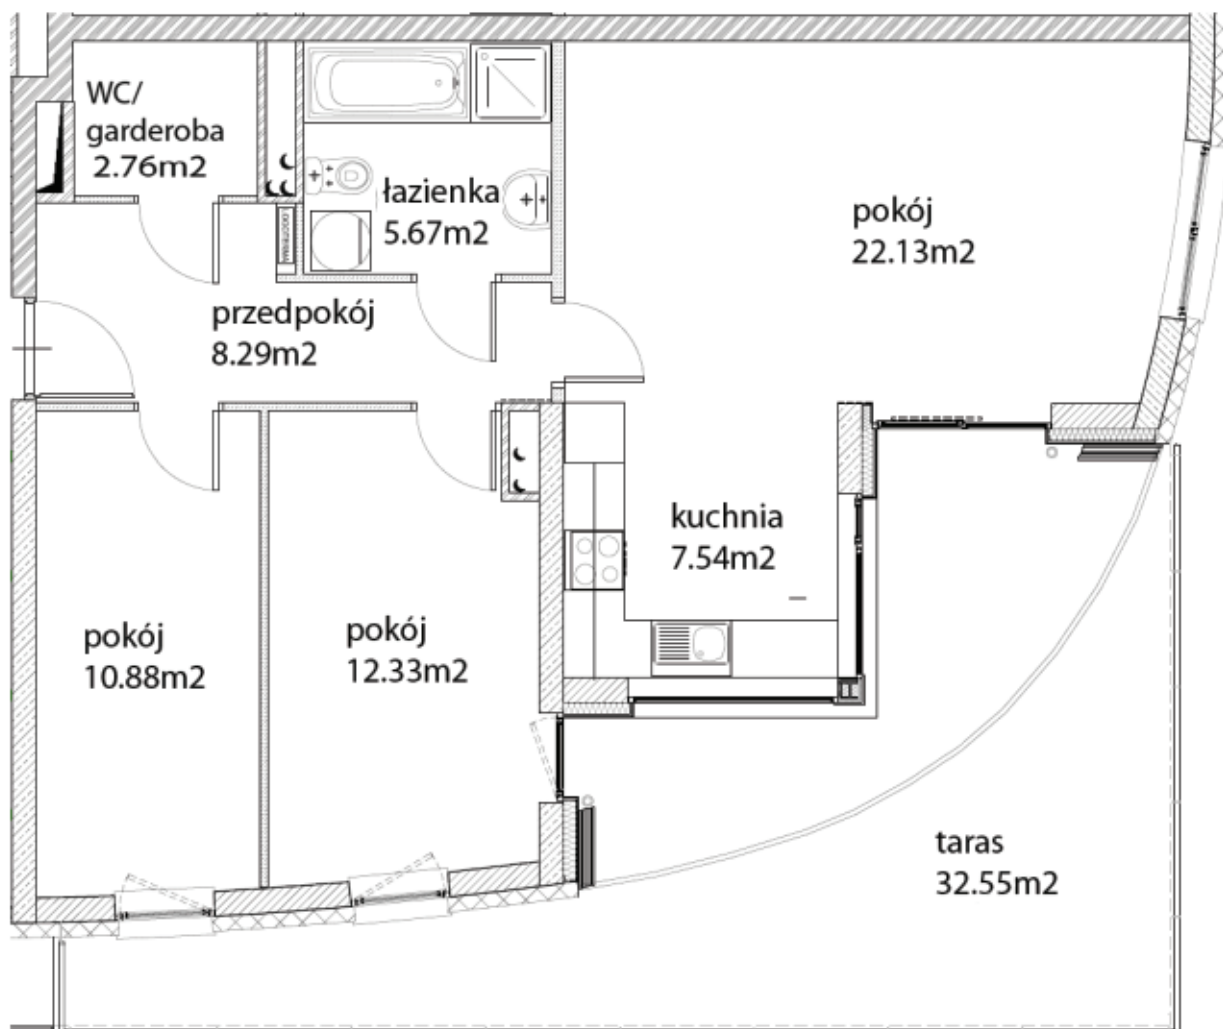 WC/
garderoba
2.76m2
łazienka
5.67m2
pokój
22.13m2
przedpokój
8.29m2
kuchnia
7.54m2
pokój
10.88m2
pokój
12.33m2
taras
32.55m2